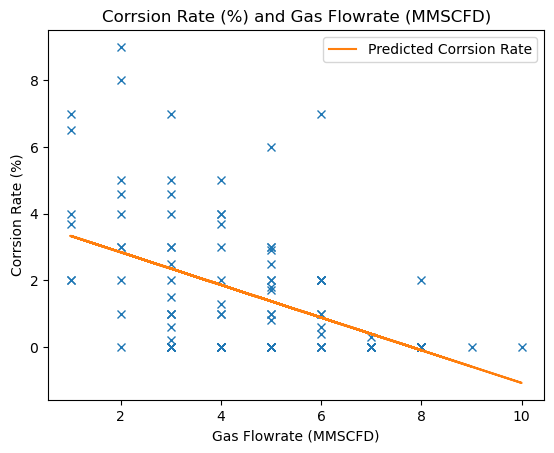 Corrsion Rate (%) and Gas Flowrate (MMSCFD)
Predicted Corrsion Rate
Corrsion Rate (%)
8
6
4
2
0
2
4
6
8
10
Gas Flowrate (MMSCFD)